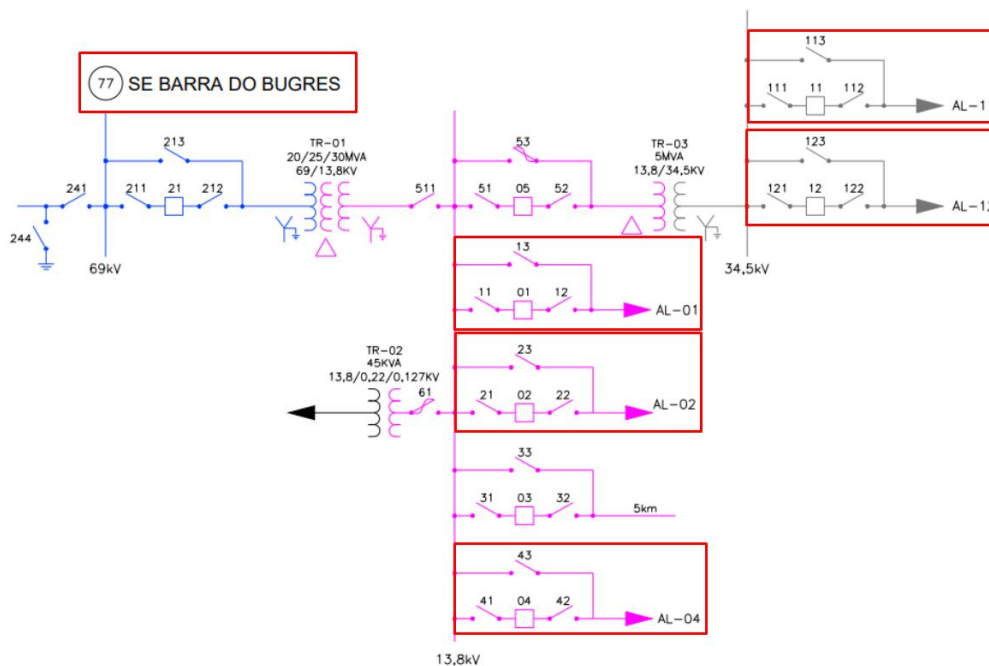 77 SE BARRA DO BUGRES
113
111 11 112
AL-1
213
TR-01
20/25/30MVA
69/13,8KV
53
TR-03
5MVA
13,8/34,5KV
123
241 211 21 212
511
51 05 52
121 12 122
AL-12
244
69kV
34,5kV
13
11 01 12
AL-01
TR-02
45KVA
13,8/0,22/0,127KV
61
23
21 02 22
AL-02
33
31 03 32
5km
43
41 04 42
AL-04
13,8kV